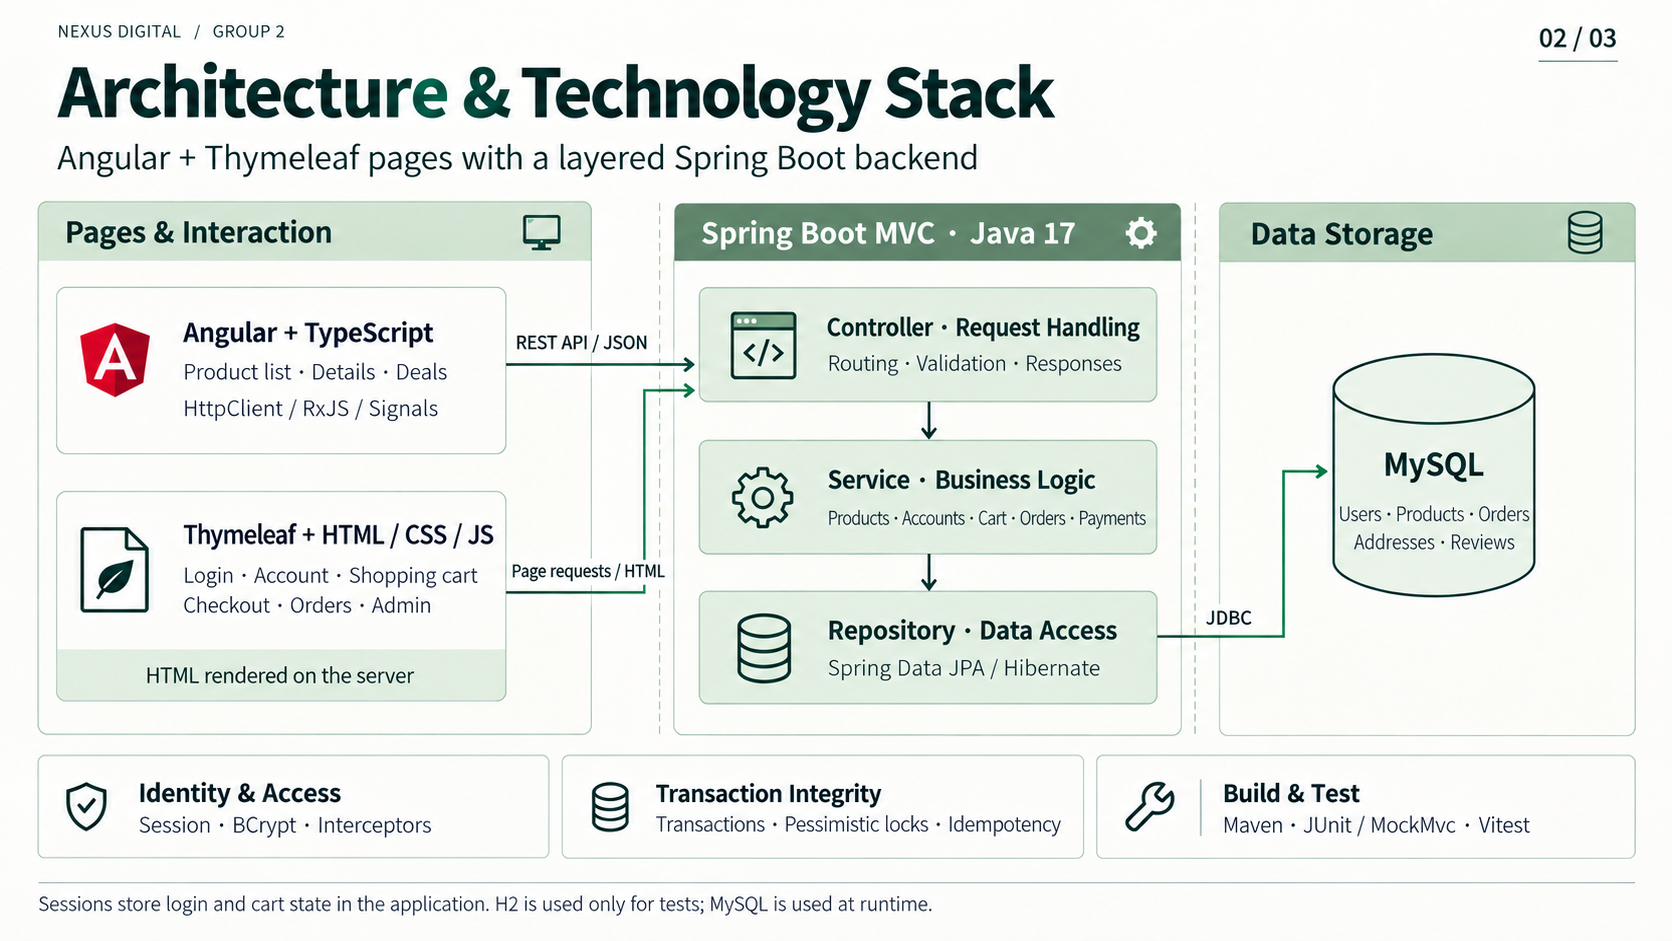 NEXUS DIGITAL / GROUP 2
02 / 03
Architecture & Technology Stack
Angular + Thymeleaf pages with a layered Spring Boot backend
Pages & Interaction
Angular + TypeScript
Product list · Details · Deals
HttpClient / RxJS / Signals
Thymeleaf + HTML / CSS / JS
Login · Account · Shopping cart
Checkout · Orders · Admin
HTML rendered on the server
REST API / JSON
Page requests / HTML
Spring Boot MVC · Java 17
Controller · Request Handling
Routing · Validation · Responses
Service · Business Logic
Products · Accounts · Cart · Orders · Payments
Repository · Data Access
Spring Data JPA / Hibernate
JDBC
Data Storage
MySQL
Users · Products · Orders
Addresses · Reviews
Identity & Access
Session · BCrypt · Interceptors
Transaction Integrity
Transactions · Pessimistic locks · Idempotency
Build & Test
Maven · JUnit / MockMvc · Vitest
Sessions store login and cart state in the application. H2 is used only for tests; MySQL is used at runtime.